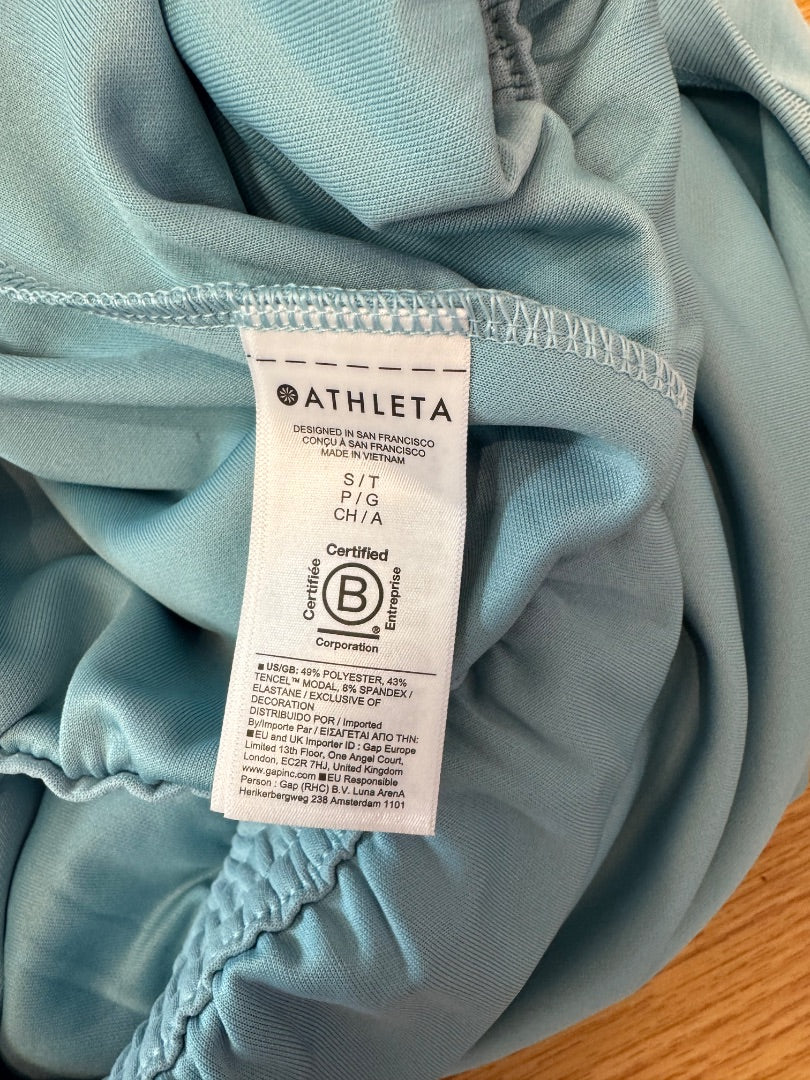 ATHLETA
DESIGNED IN SAN FRANCISCO
CONÇU À SAN FRANCISCO
MADE IN VIETNAM
S / T
P / G
CH / A
Certified
Certifiée
B
®
Entreprise
Corporation
■ US/GB: 49% POLYESTER, 43%
TENCEL™ MODAL, 8% SPANDEX /
ELASTANE / EXCLUSIVE OF
DECORATION
DISTRIBUIDO POR / Imported
By/Importe Par / ΕΙΣΑΓΕΤΑΙ ΑΠΟ ΤΗΝ:
■EU and UK Importer ID : Gap Europe
Limited 13th Floor, One Angel Court,
London, EC2R 7HJ, United Kingdom
www.gapinc.com ■EU Responsible
Person : Gap (RHC) B.V. Luna ArenA
Herikerbergweg 238 Amsterdam 1101